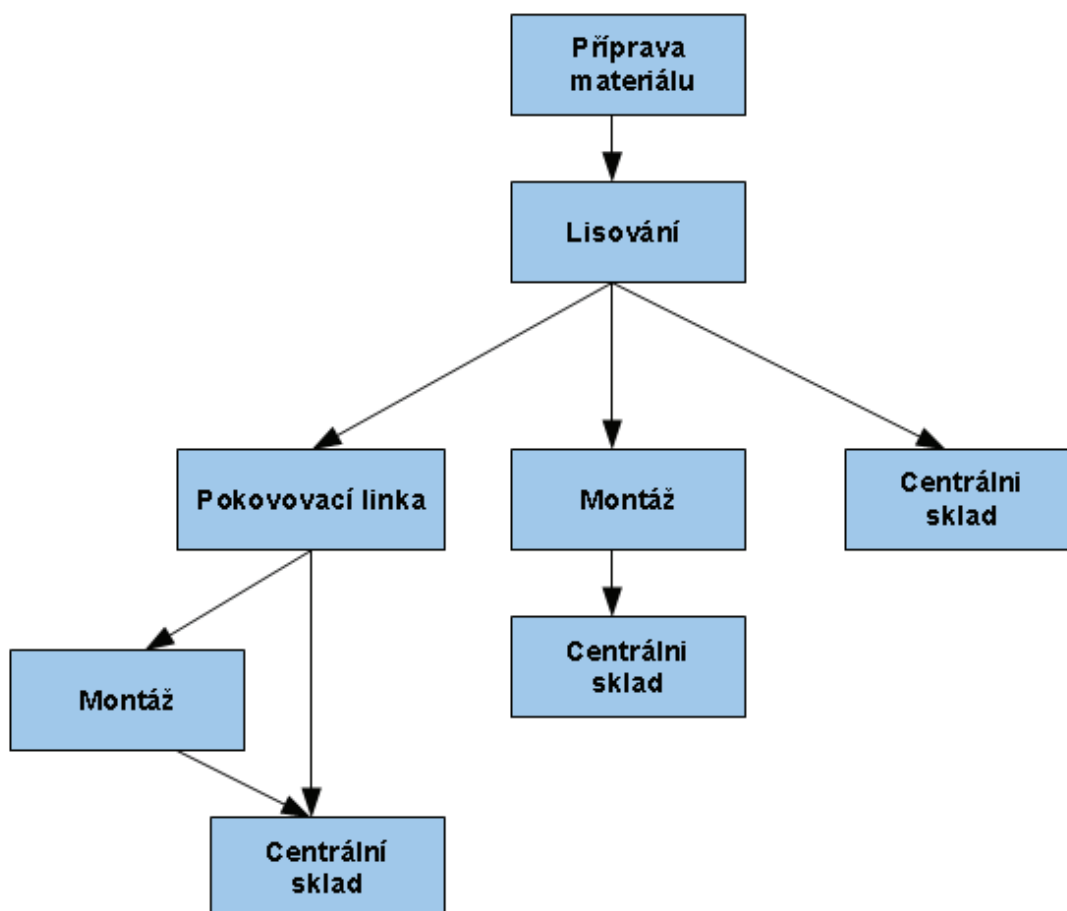 Příprava
materiálu
Lisování
Pokovovací linka
Montáž
Centrálni
sklad
Centrálni
sklad
Montáž
Centrální
sklad